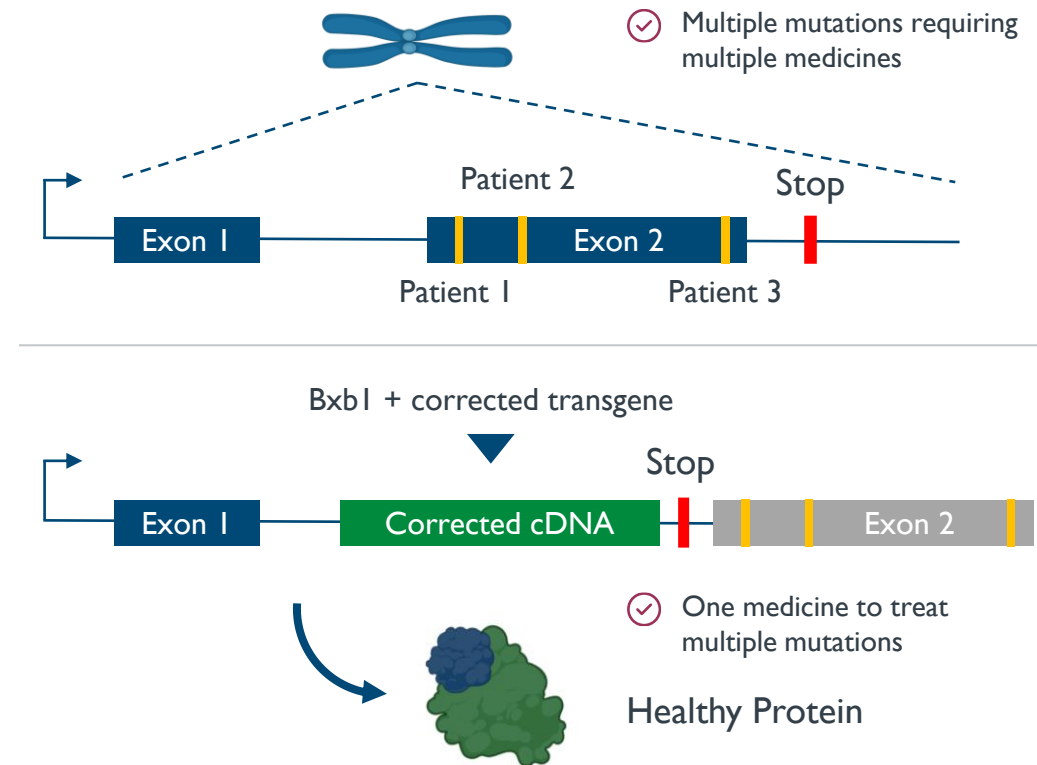 Multiple mutations requiring
multiple medicines
Patient 2
Stop
Exon 1
Exon 2
Patient 1
Patient 3
Bxb1 + corrected transgene
Stop
Exon 1
Corrected cDNA
Exon 2
One medicine to treat
multiple mutations
Healthy Protein